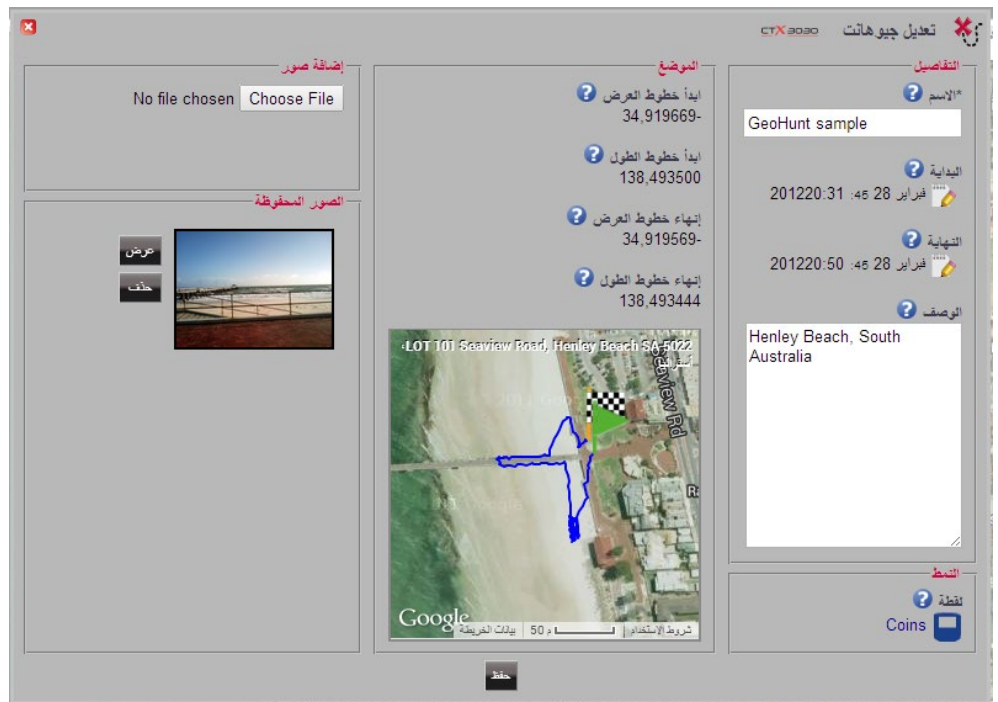 تعديل جيوهانت CTX 3030
التفاصيل
*الاسم
GeoHunt sample
البداية
فبراير 28 45: 201220:31
النهاية
فبراير 28 45: 201220:50
الوصف
Henley Beach, South
Australia
النمط
لقطة
Coins
الموضع
ابدأ خطوط العرض
34,919669-
ابدأ خطوط الطول
138,493500
إنهاء خطوط العرض
34,919569-
إنهاء خطوط الطول
138,493444
LOT 101 Seaview Road, Henley Beach SA 5022،
أستراليا
Seaview Rd
Google
بيانات الخريطة
50 م
شروط الاستخدام
إضافة صور
Choose File No file chosen
الصور المحفوظة
عرض
حذف
حفظ